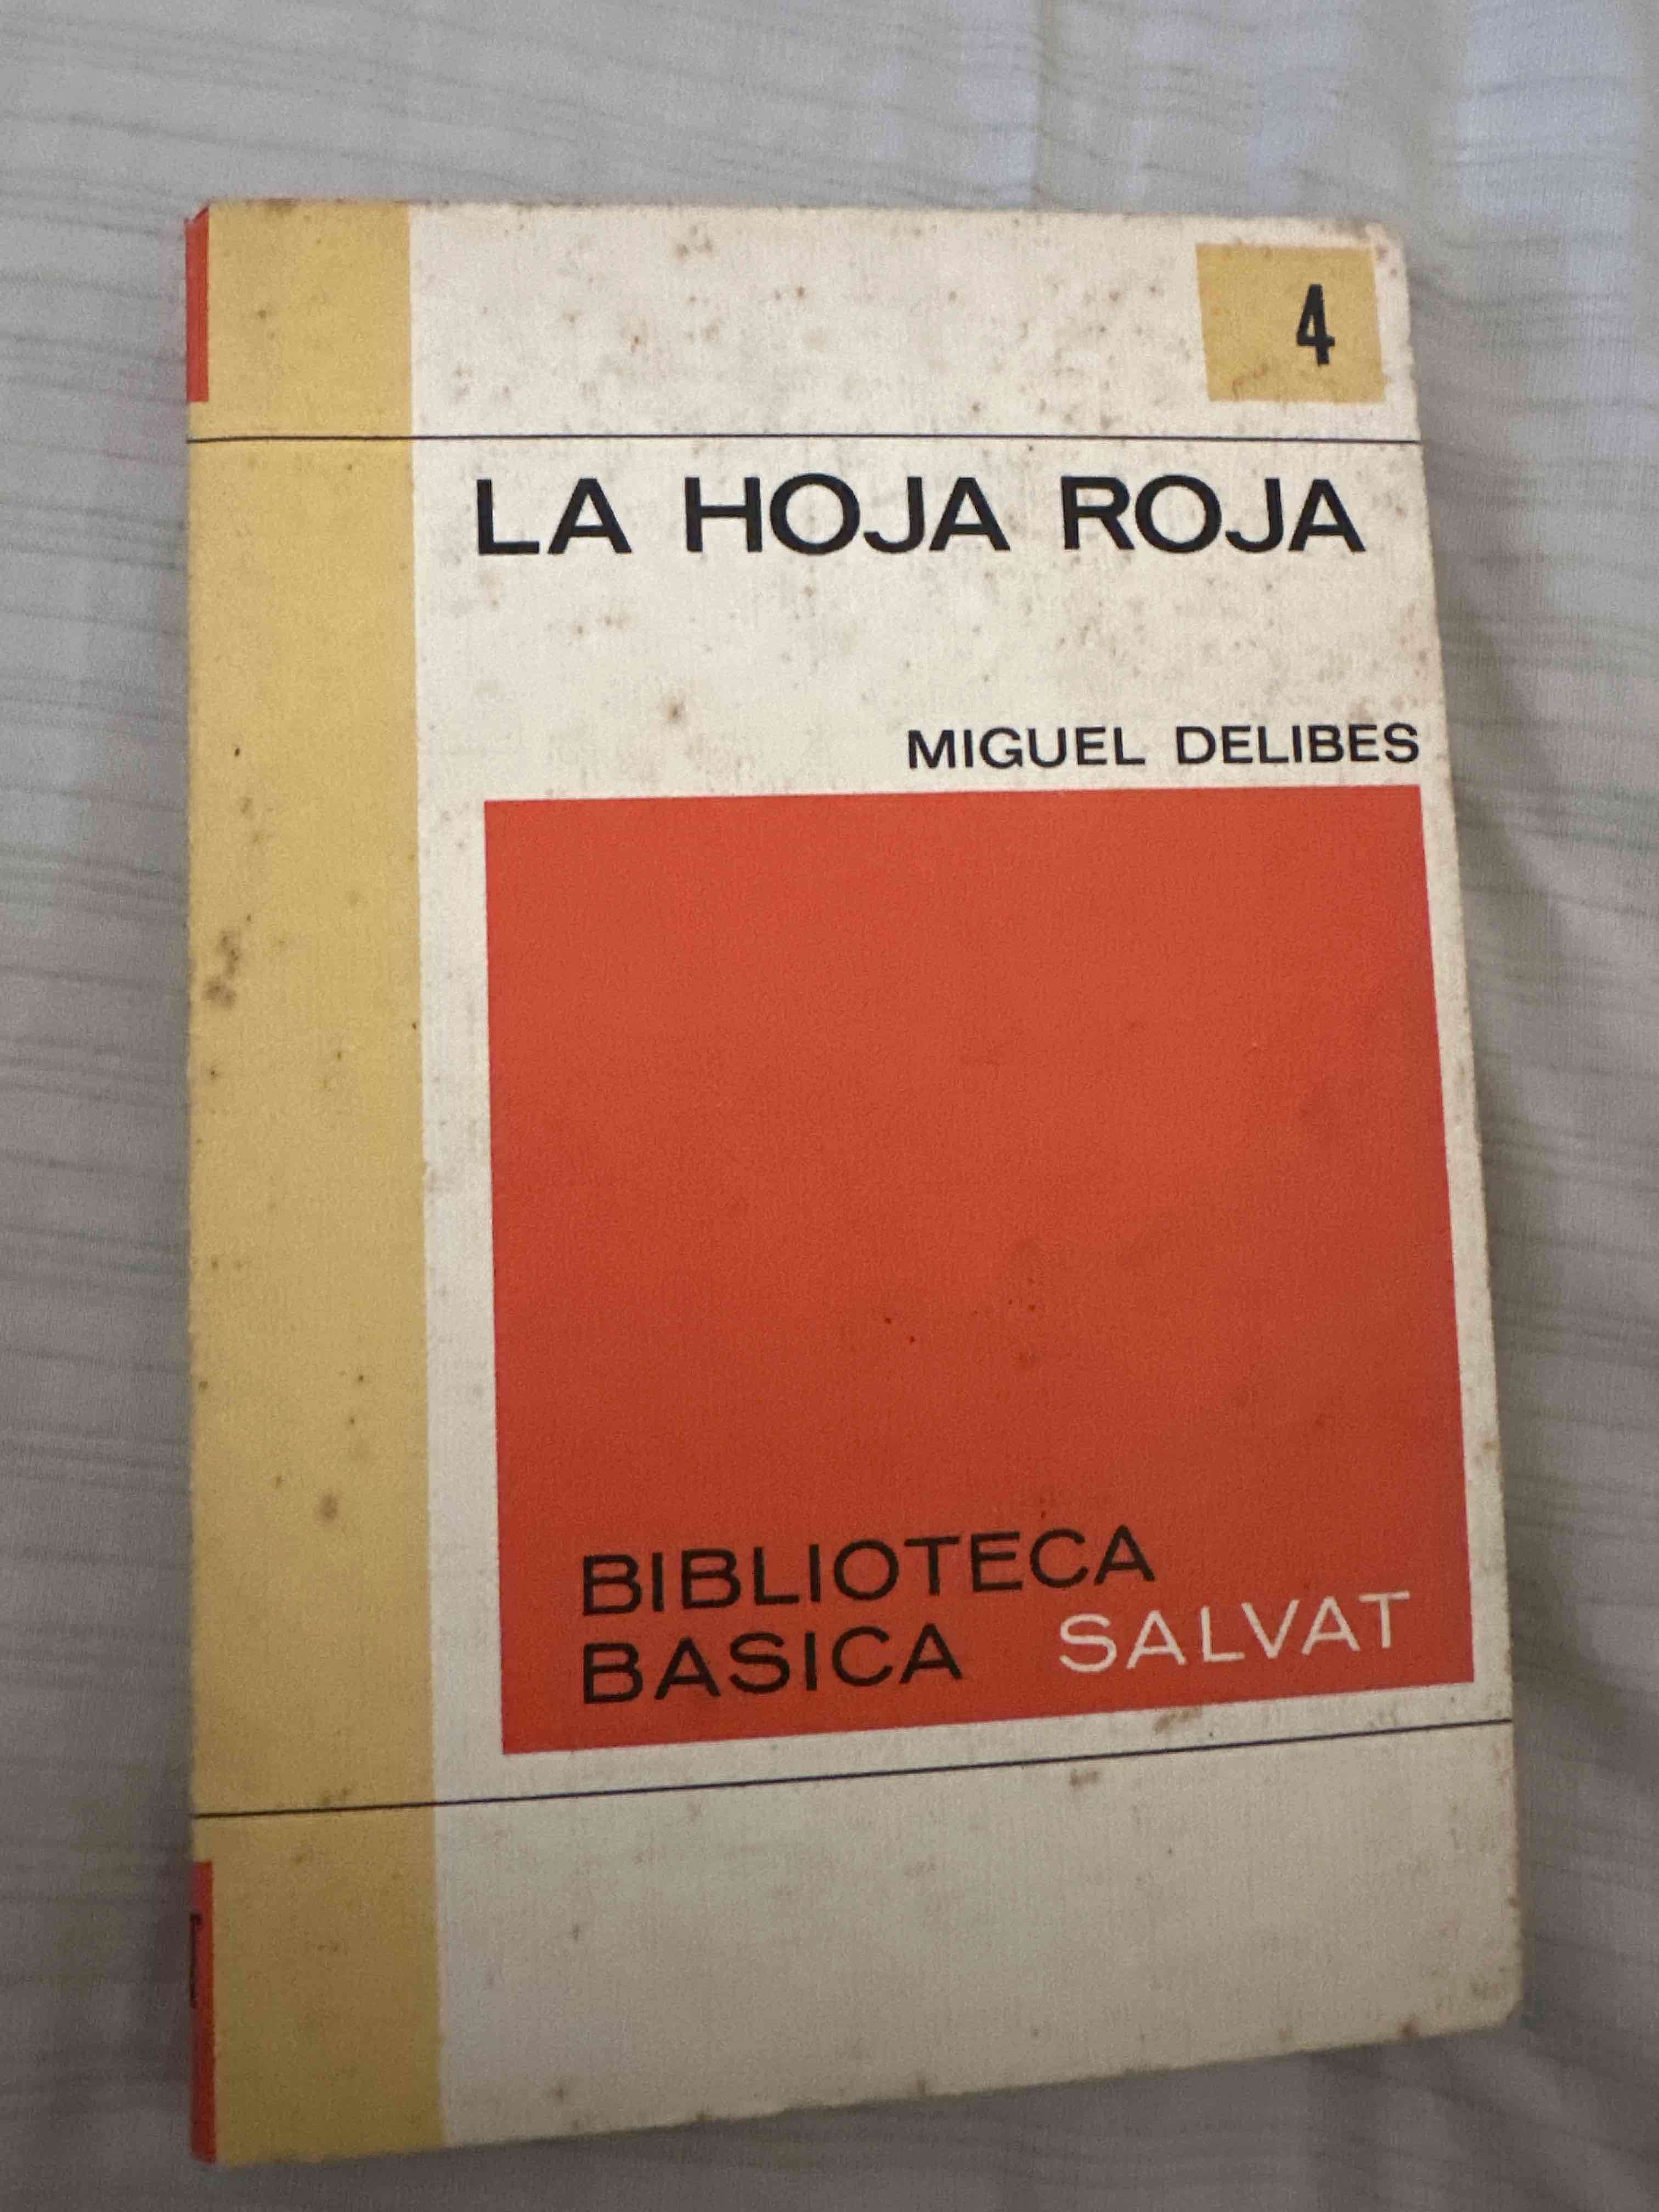 4
LA HOJA ROJA
MIGUEL DELIBES
BIBLIOTECA
BASICA SALVAT